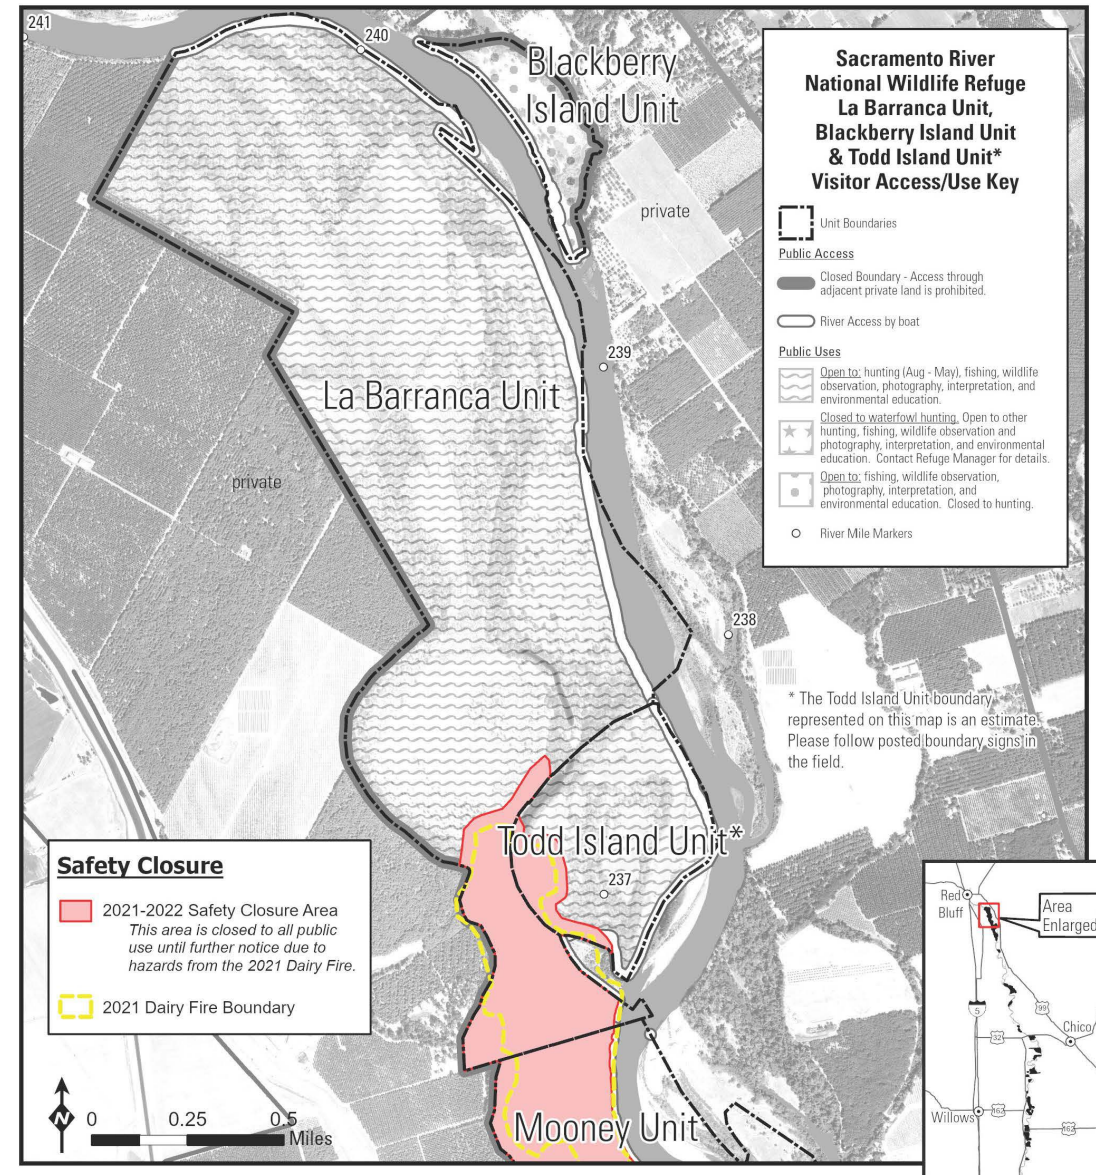 241
240
Blackberry
Island Unit
private
239
La Barranca Unit
private
238
* The Todd Island Unit boundary
represented on this map is an estimate.
Please follow posted boundary signs in
the field.
Todd Island Unit*
237
Mooney Unit
Sacramento River
National Wildlife Refuge
La Barranca Unit,
Blackberry Island Unit
& Todd Island Unit*
Visitor Access/Use Key
Unit Boundaries
Public Access
Closed Boundary - Access through
adjacent private land is prohibited.
River Access by boat
Public Uses
Open to: hunting (Aug - May), fishing, wildlife
observation, photography, interpretation, and
environmental education.
Closed to waterfowl hunting. Open to other
hunting, fishing, wildlife observation and
photography, interpretation, and environmental
education. Contact Refuge Manager for details.
Open to: fishing, wildlife observation,
photography, interpretation, and
environmental education. Closed to hunting.
River Mile Markers
Safety Closure
2021-2022 Safety Closure Area
This area is closed to all public
use until further notice due to
hazards from the 2021 Dairy Fire.
2021 Dairy Fire Boundary
N
0 0.25 0.5
Miles
Red
Bluff
Area
Enlarged
5
99
32
Chico
Willows
162
162